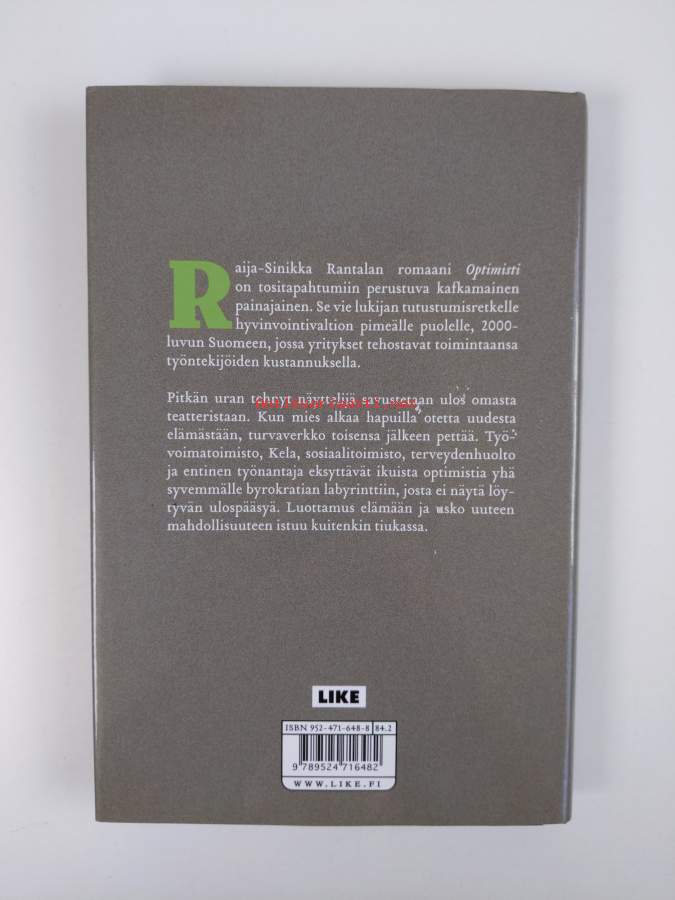 Raija-Sinikka Rantalan romaani Optimisti
on tositapahtumiin perustuva kafkamainen
painajainen. Se vie lukijan tutustumisretkelle
hyvinvointivaltion pimeälle puolelle, 2000-
luvun Suomeen, jossa yritykset tehostavat toimintaansa
työntekijöiden kustannuksella.
Pitkän uran tehnyt näyttelijä savustetaan ulos omasta
teatteristaan. Kun mies alkaa hapuilla otetta uudesta
elämästään, turvaverkko toisensa jälkeen pettää. Työ-
voimatoimisto, Kela, sosiaalitoimisto, terveydenhuolto
ja entinen työnantaja eksyttävät ikuista optimistia yhä
syvemmälle byrokratian labyrinttiin, josta ei näytä löy-
tyvän ulospääsyä. Luottamus elämään ja usko uuteen
mahdollisuuteen istuu kuitenkin tiukassa.
LIKE
ISBN 952-471-648-8 84.2
9 789524 716482
WWW.LIKE.FI